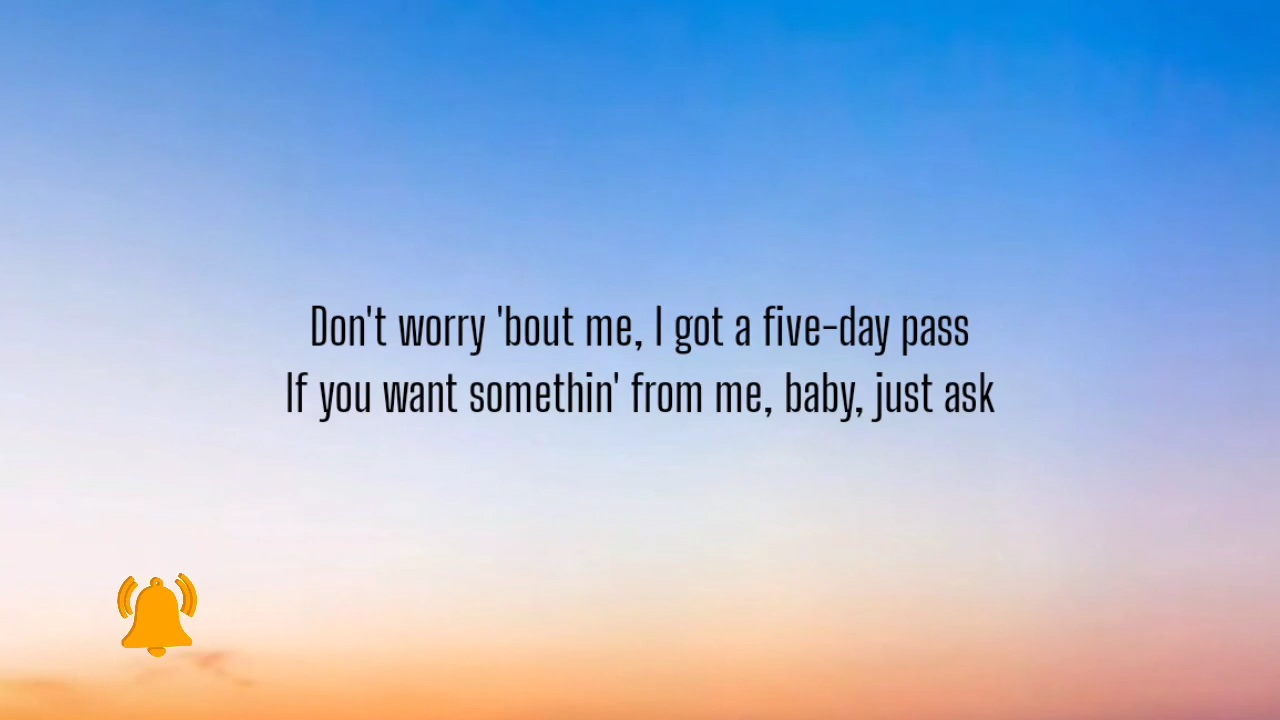 Don't worry 'bout me, I got a five-day pass
If you want somethin' from me, baby, just ask